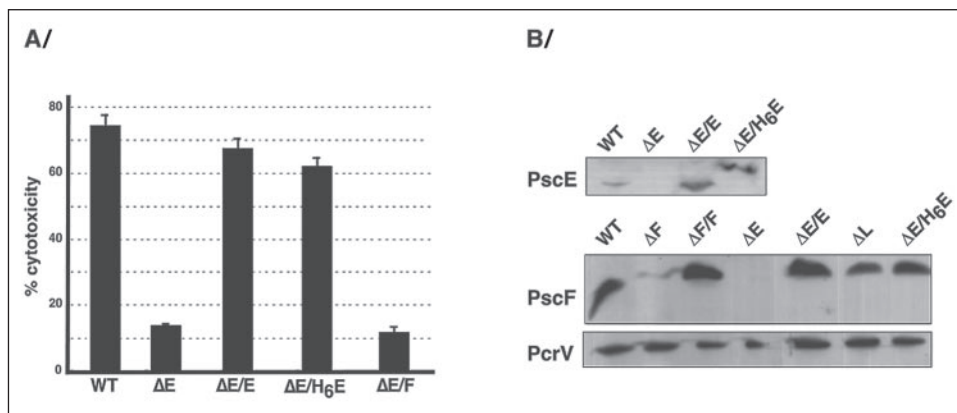 A/
B/
80
60
40
20
0
% cytotoxicity
WT ΔE ΔE/E ΔE/H6E ΔE/F
WT ΔE ΔE/E ΔE/H6E
PscE
WT ΔF ΔF/F ΔE ΔE/E ΔL ΔE/H6E
PscF
PcrV